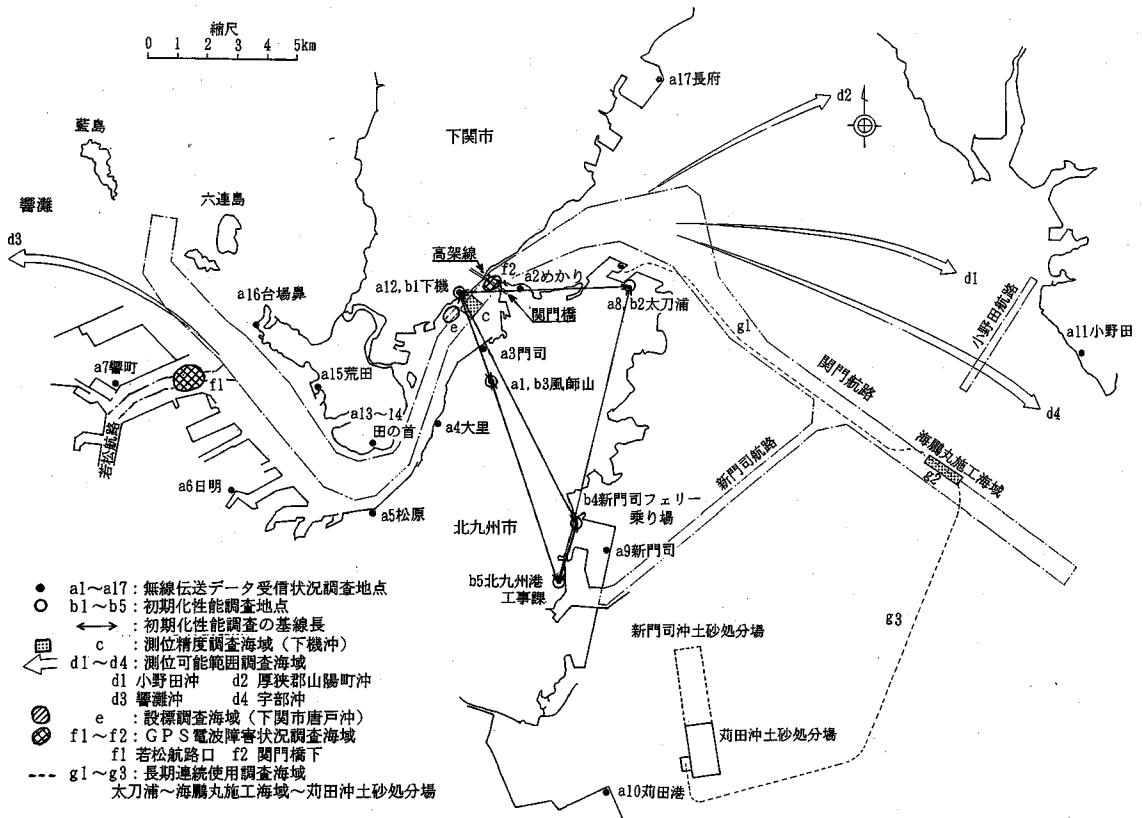 縮尺
0 1 2 3 4 5km
a17長府
d2
藍島
下関市
響灘
六連島
d3
高架線
f2
a2めかり
a12, b1下機
a16台場鼻
e
c
関門橋
a8, b2太刀浦
d1
g1
小野田航路
a11小野田
a3門司
a7響町
f1
a15荒田
a1, b3風師山
関門航路
d4
若松航路
a13～14
田の首
a4大里
新門司航路
海鵬丸施工海域
g2
a6日明
a5松原
北九州市
b4新門司フェリー
乗り場
a9新門司
b5北九州港
工事課
g3
新門司沖土砂処分場
苅田沖土砂処分場
a10苅田港
a1～a17：無線伝送データ受信状況調査地点
b1～b5：初期化性能調査地点
：初期化性能調査の基線長
c ：測位精度調査海域（下機沖）
d1～d4：測位可能範囲調査海域
d1 小野田沖 d2 厚狭郡山陽町沖
d3 響灘沖 d4 宇部沖
e ：設標調査海域（下関市唐戸沖）
f1～f2：ＧＰＳ電波障害状況調査海域
f1 若松航路口 f2 関門橋下
g1～g3：長期連続使用調査海域
太刀浦～海鵬丸施工海域～苅田沖土砂処分場